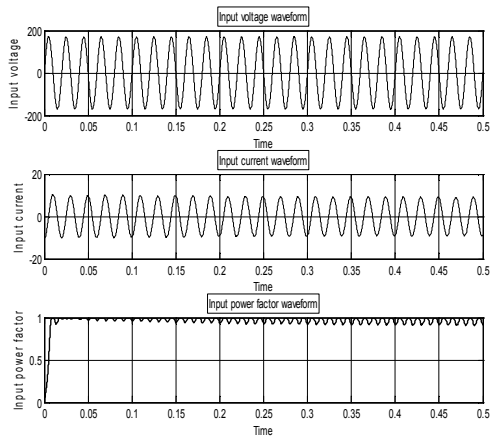 Input voltage waveform
Input voltage
200
0
-200
0 0.05 0.1 0.15 0.2 0.25 0.3 0.35 0.4 0.45 0.5
Time
Input current waveform
Input current
20
0
-20
0 0.05 0.1 0.15 0.2 0.25 0.3 0.35 0.4 0.45 0.5
Time
Input power factor waveform
Input power factor
1
0.5
0
0 0.05 0.1 0.15 0.2 0.25 0.3 0.35 0.4 0.45 0.5
Time